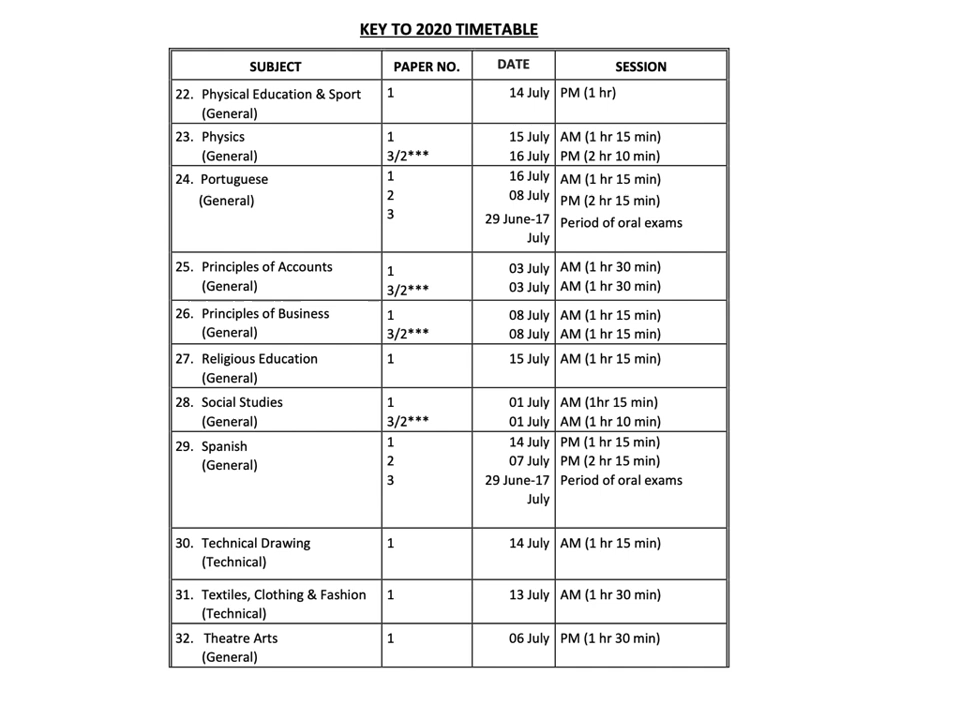 KEY TO 2020 TIMETABLE
SUBJECT PAPER NO. DATE SESSION
22. Physical Education & Sport 1 14 July PM (1 hr)
(General)
23. Physics 1 15 July AM (1 hr 15 min)
(General) 3/2*** 16 July PM (2 hr 10 min)
24. Portuguese 1 16 July AM (1 hr 15 min)
(General) 2 08 July PM (2 hr 15 min)
3 29 June-17 Period of oral exams
July
25. Principles of Accounts 1 03 July AM (1 hr 30 min)
(General) 3/2*** 03 July AM (1 hr 30 min)
26. Principles of Business 1 08 July AM (1 hr 15 min)
(General) 3/2*** 08 July AM (1 hr 15 min)
27. Religious Education 1 15 July AM (1 hr 15 min)
(General)
28. Social Studies 1 01 July AM (1hr 15 min)
(General) 3/2*** 01 July AM (1 hr 10 min)
29. Spanish 1 14 July PM (1 hr 15 min)
(General) 2 07 July PM (2 hr 15 min)
3 29 June-17 Period of oral exams
July
30. Technical Drawing 1 14 July AM (1 hr 15 min)
(Technical)
31. Textiles, Clothing & Fashion 1 13 July AM (1 hr 30 min)
(Technical)
32. Theatre Arts 1 06 July PM (1 hr 30 min)
(General)